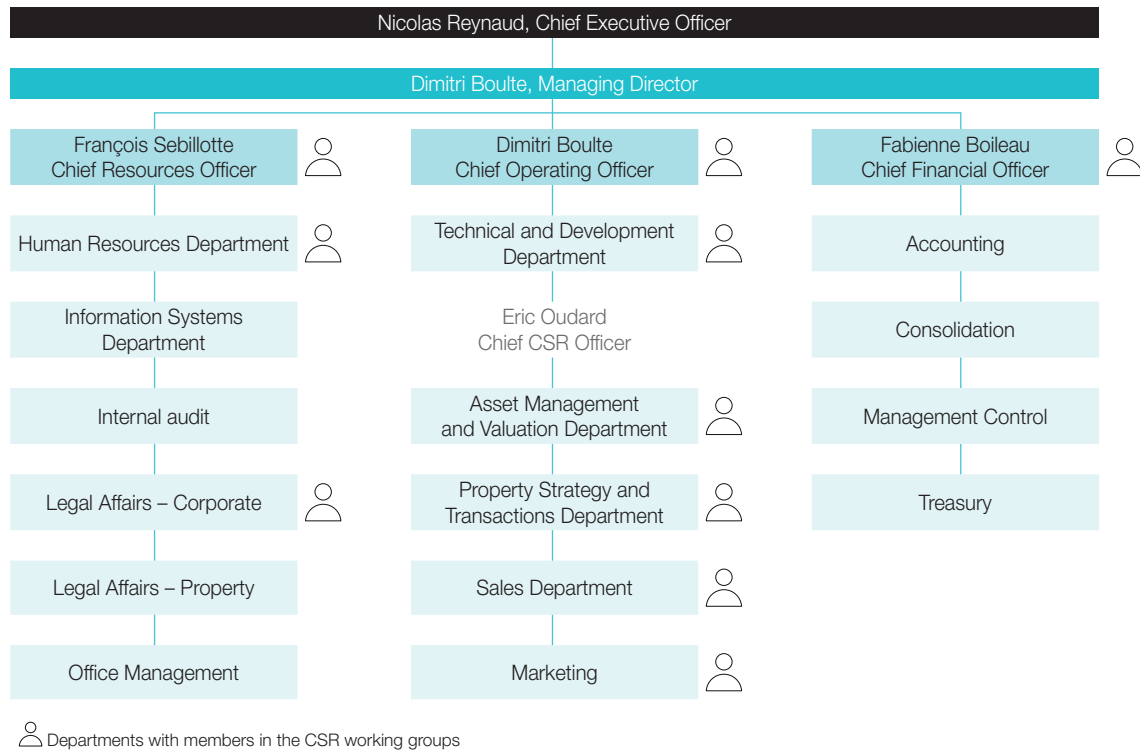 Nicolas Reynaud, Chief Executive Officer
Dimitri Boulte, Managing Director
François Sebillotte
Chief Resources Officer
Dimitri Boulte
Chief Operating Officer
Fabienne Boileau
Chief Financial Officer
Human Resources Department
Technical and Development
Department
Accounting
Information Systems
Department
Eric Oudard
Chief CSR Officer
Consolidation
Internal audit
Asset Management
and Valuation Department
Management Control
Legal Affairs – Corporate
Property Strategy and
Transactions Department
Treasury
Legal Affairs – Property
Sales Department
Office Management
Marketing
Departments with members in the CSR working groups